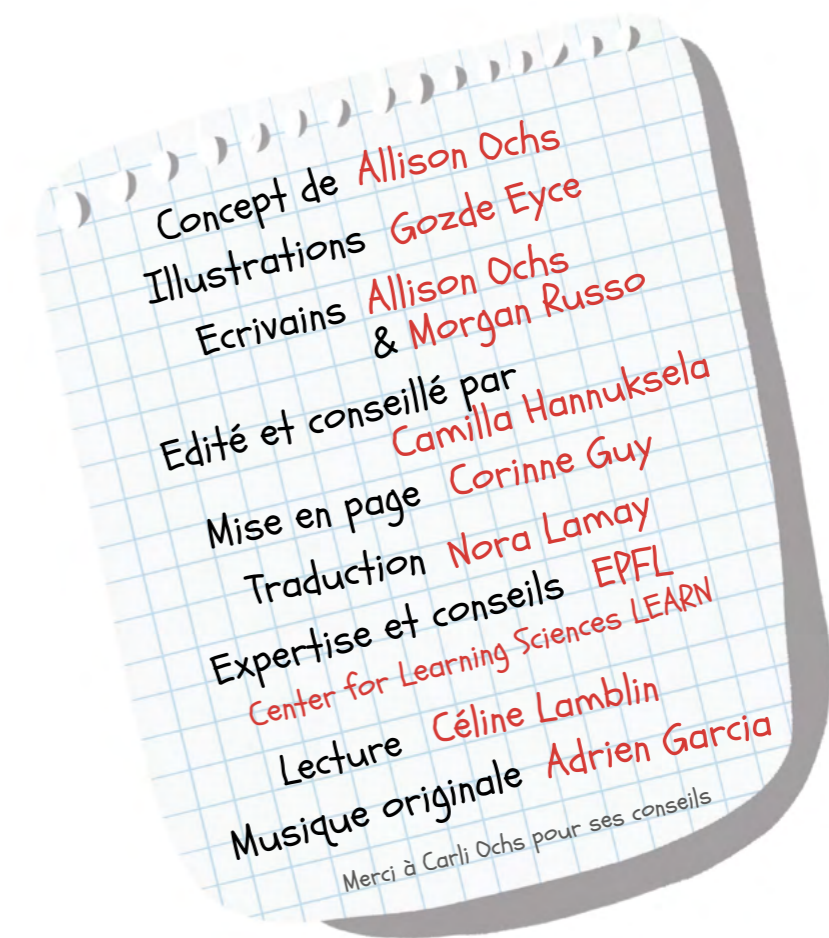 Concept de Allison Ochs
Illustrations Gozde Eyce
Ecrivains Allison Ochs
& Morgan Russo
Edité et conseillé par
Camilla Hannuksela
Mise en page Corinne Guy
Traduction Nora Lamay
Expertise et conseils EPFL
Center for Learning Sciences LEARN
Lecture Céline Lamblin
Musique originale Adrien Garcia
Merci à Carli Ochs pour ses conseils